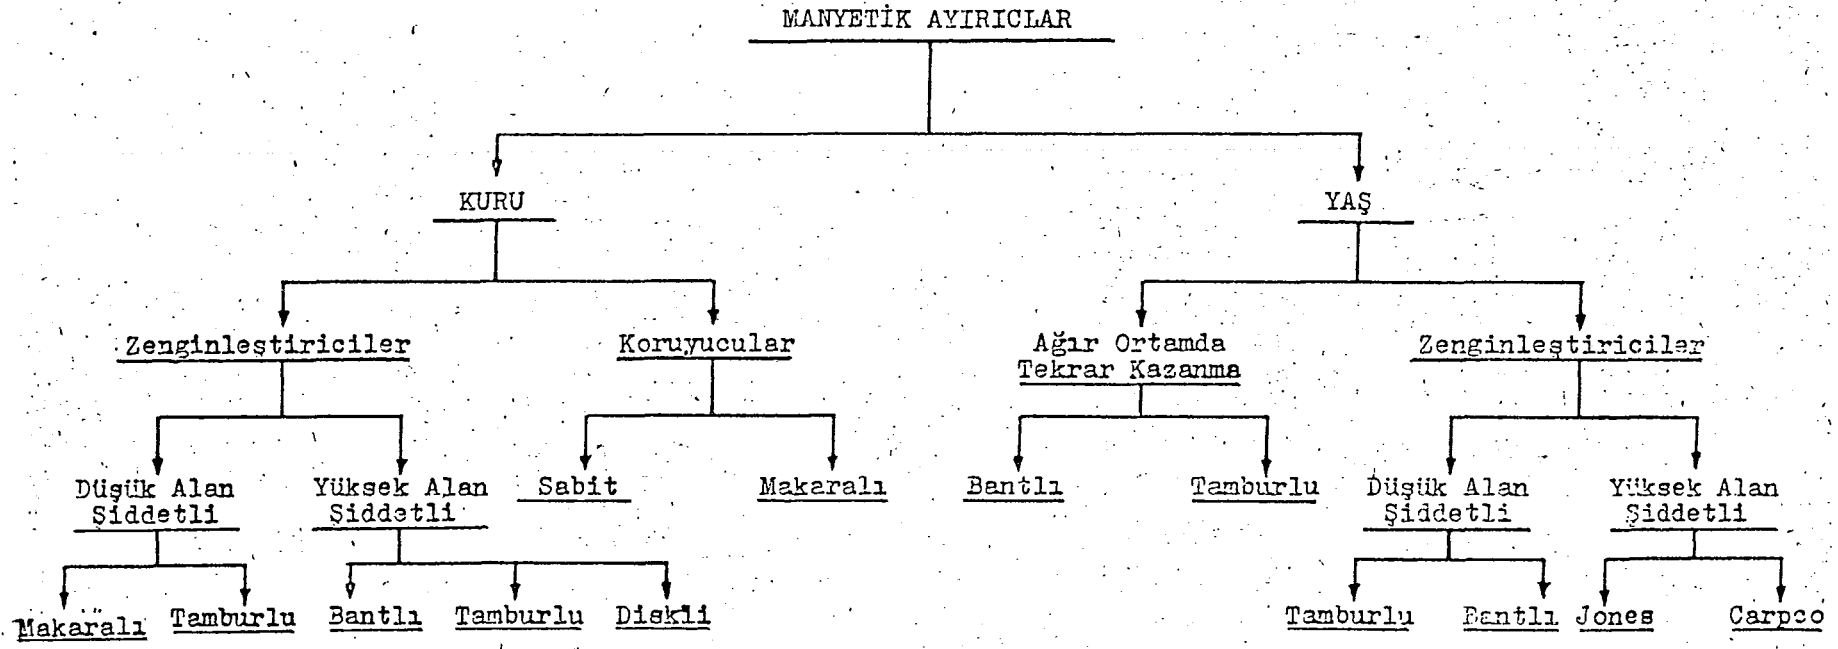 MANYETİK AYIRICLAR
KURU
YAŞ
Zenginleştiriciler
Koruyucular
Ağır Ortamda
Tekrar Kazanma
Zenginleştiriciler
Düşük Alan
Şiddetli
Yüksek Alan
Şiddetli
Sabit
Makaralı
Bantlı
Tamburlu
Düşük Alan
Şiddetli
Yüksek Alan
Şiddetli
Makaralı
Tamburlu
Bantlı
Tamburlu
Diskli
Tamburlu
Bantlı
Jones
Carpco